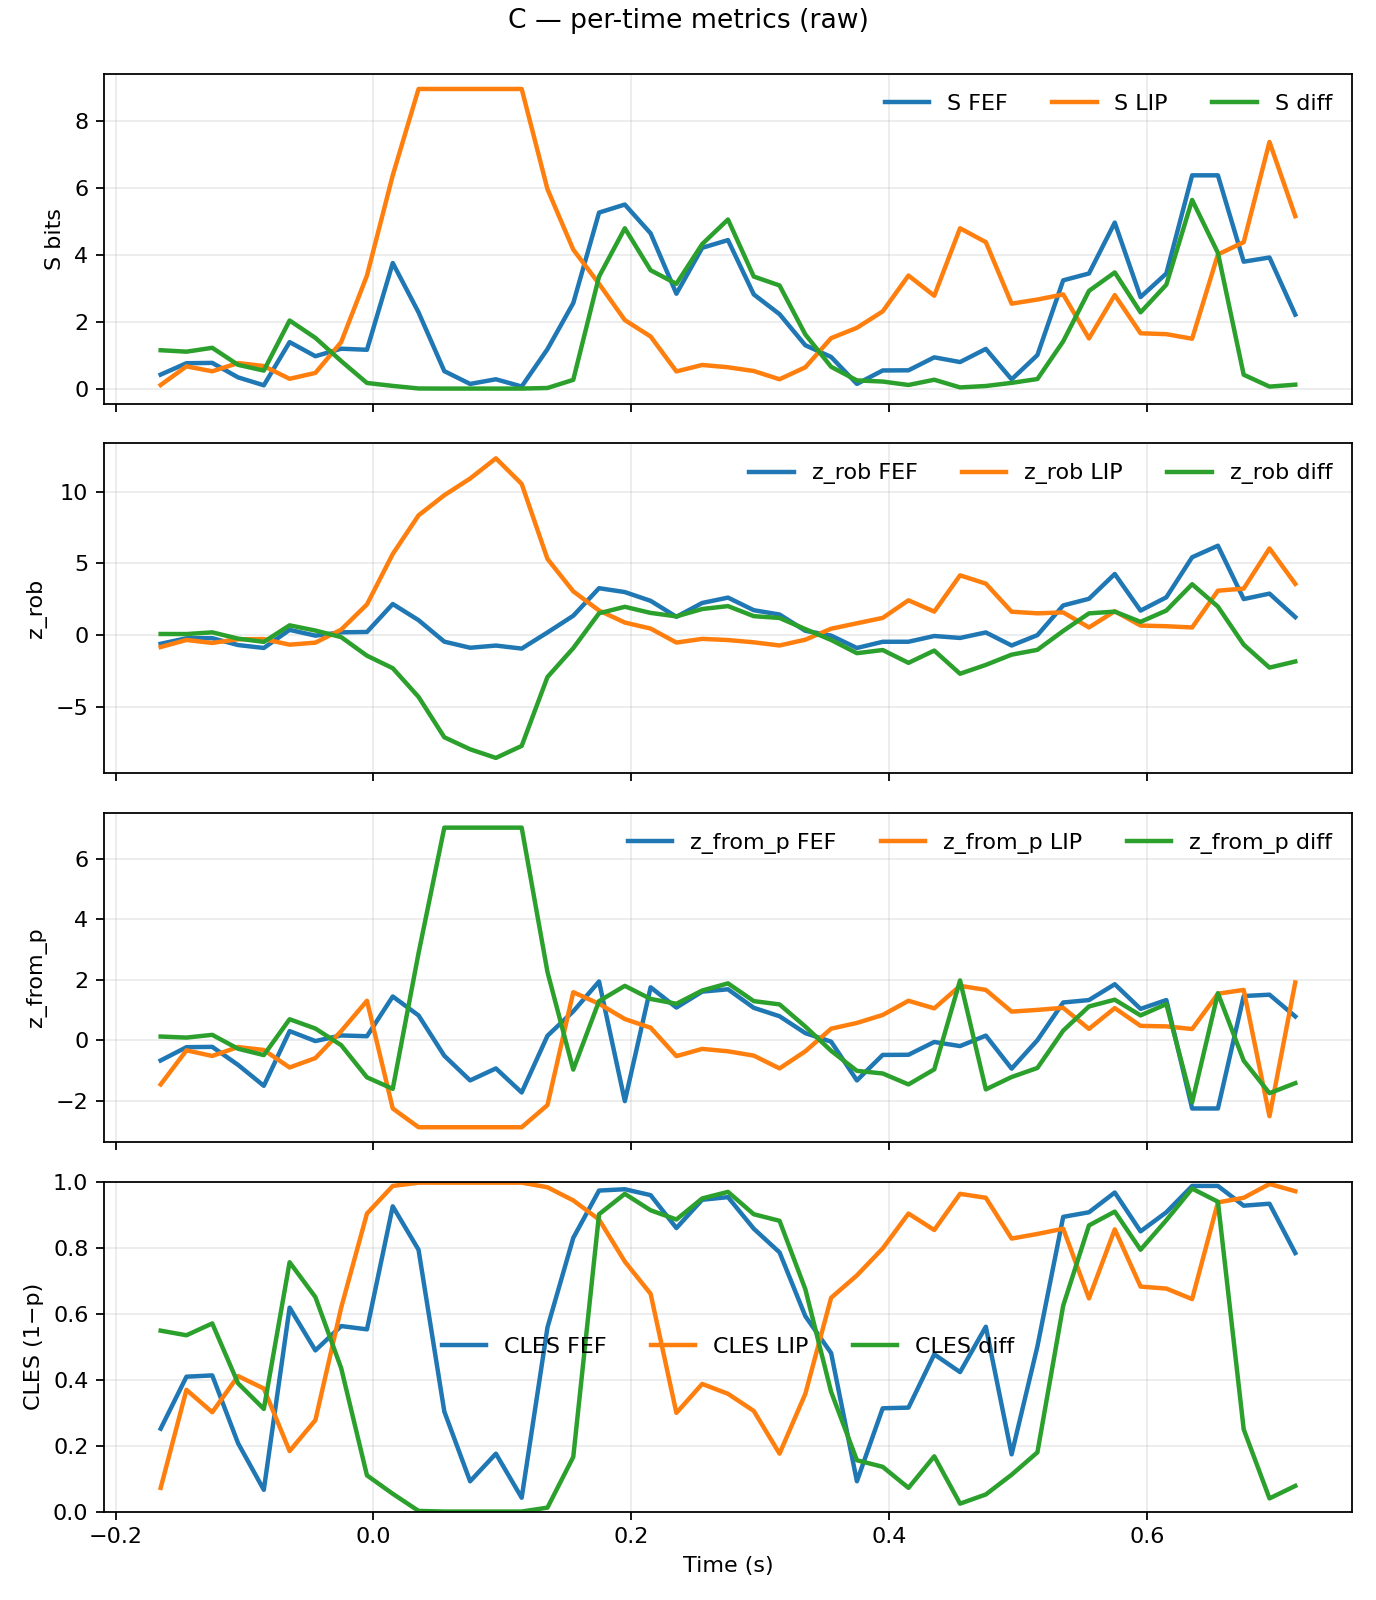 C — per-time metrics (raw)
S FEF S LIP S diff
8
6
4
2
0
S bits
z_rob FEF z_rob LIP z_rob diff
10
5
0
−5
z_rob
z_from_p FEF z_from_p LIP z_from_p diff
6
4
2
0
−2
z_from_p
1.0
0.8
0.6
0.4
0.2
0.0
CLES (1−p)
CLES FEF CLES LIP CLES diff
−0.2 0.0 0.2 0.4 0.6
Time (s)